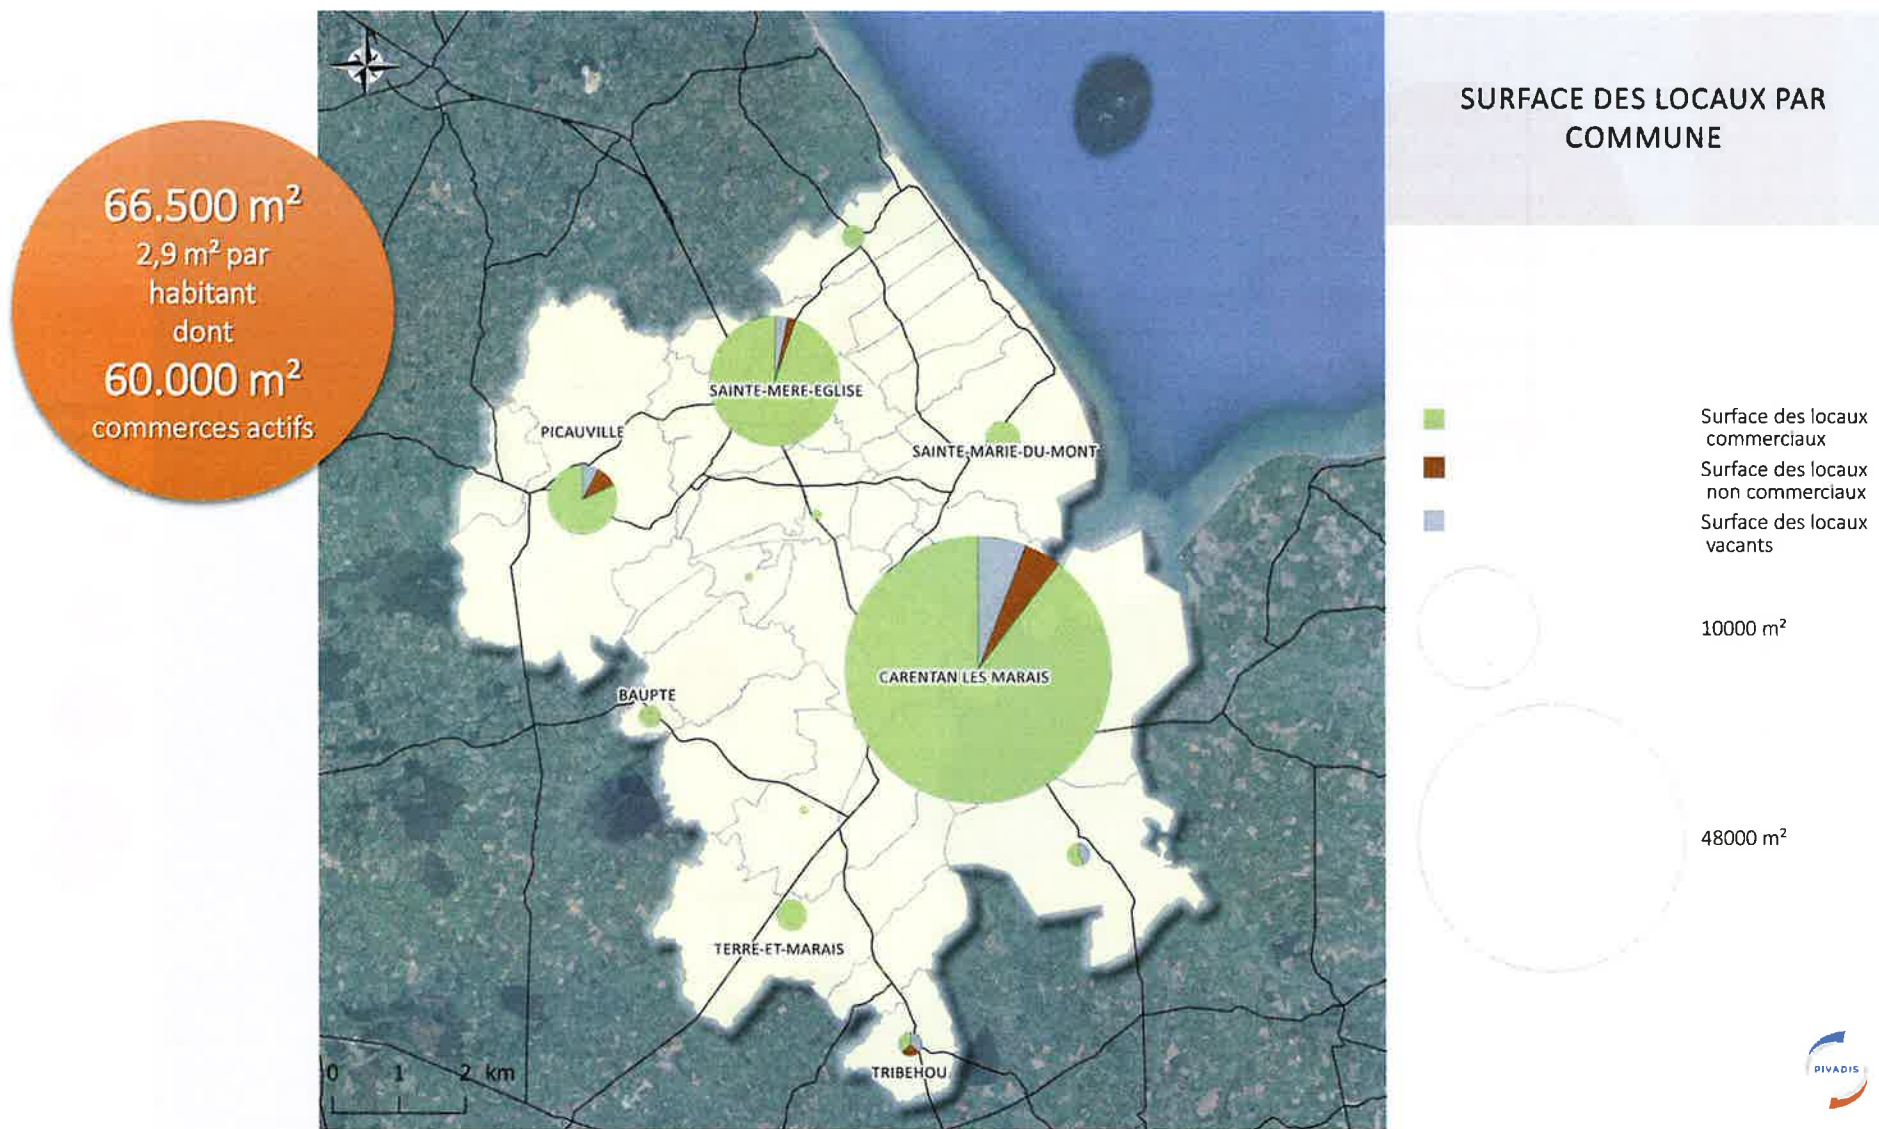 SURFACE DES LOCAUX PAR
COMMUNE
66.500 m²
2,9 m² par
habitant
dont
60.000 m²
commerces actifs
SAINTE-MERE-EGLISE
PICAUVILLE
SAINTE-MARIE-DU-MONT
CARENTAN LES MARAIS
BAUPTE
TERRE-ET-MARAIS
TRIBEHOU
0 1 2 km
Surface des locaux
commerciaux
Surface des locaux
non commerciaux
Surface des locaux
vacants
10000 m²
48000 m²
PIVADIS